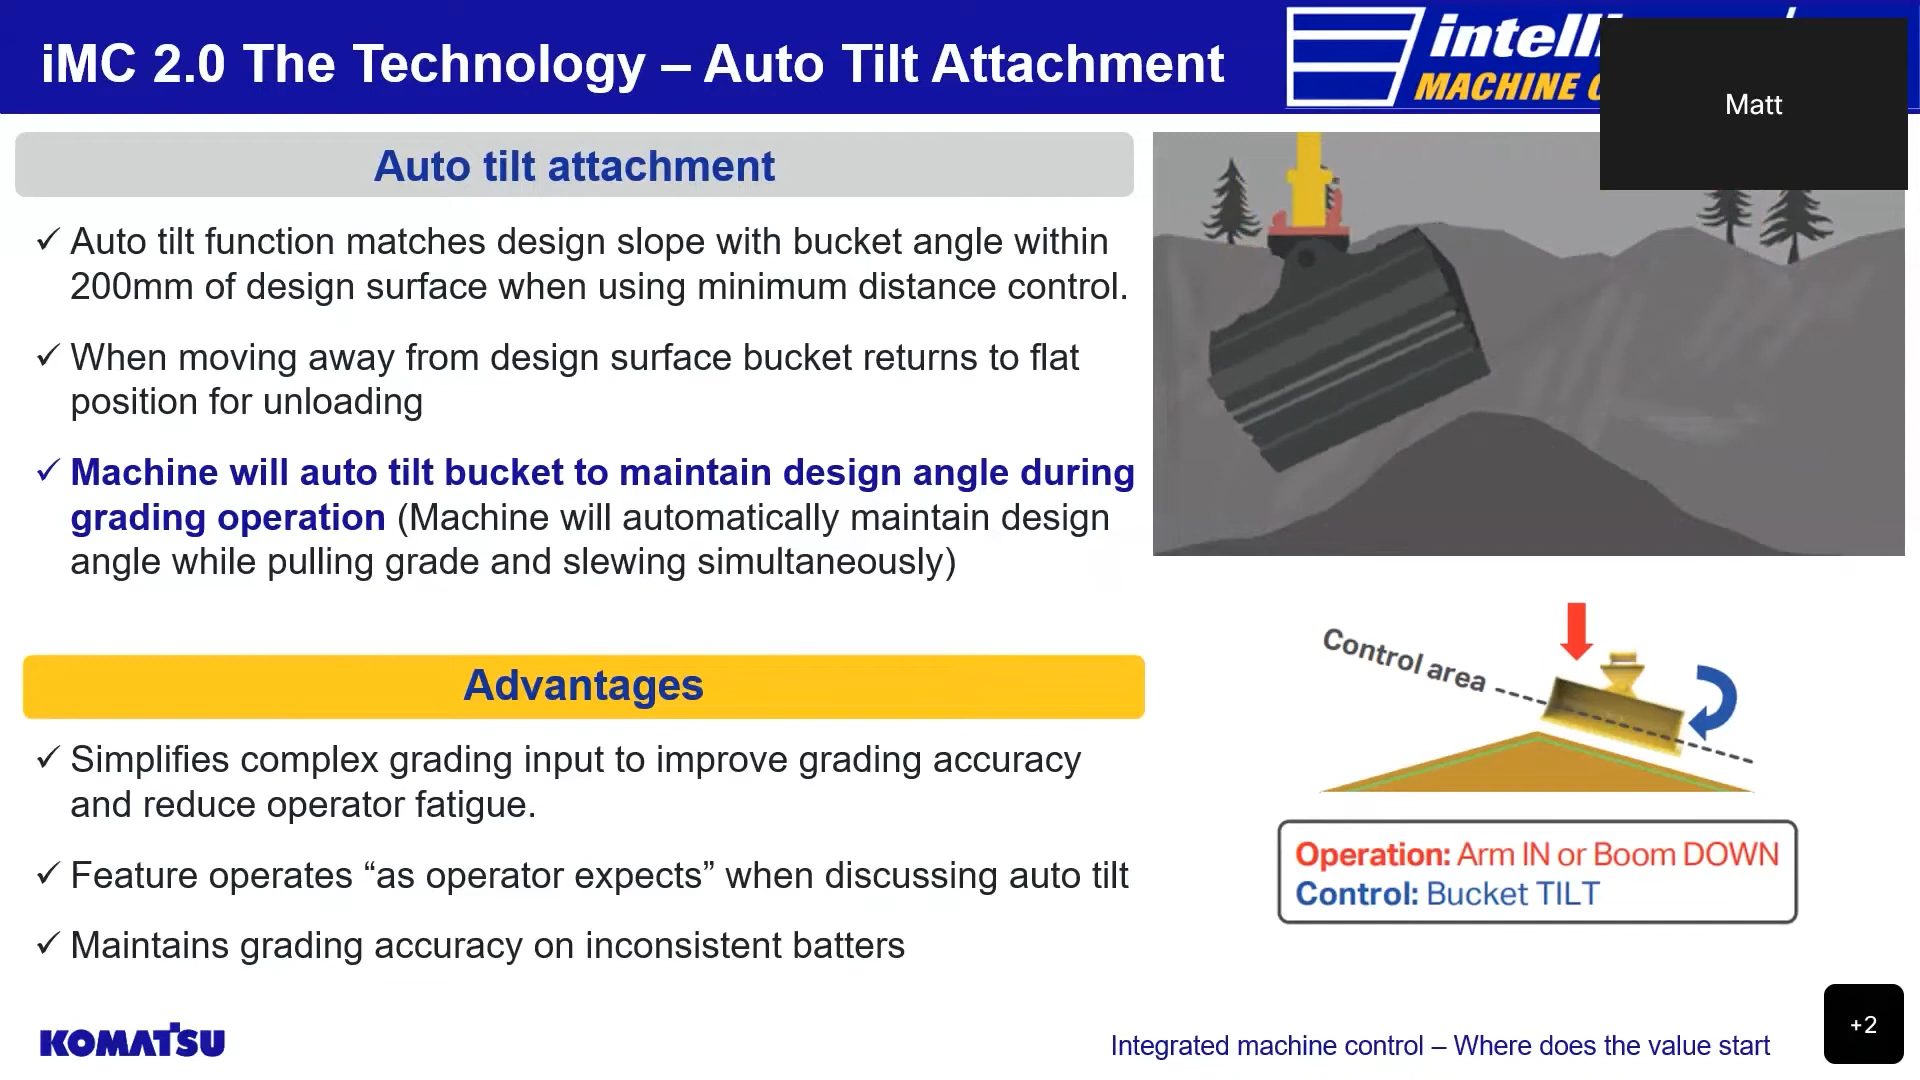 iMC 2.0 The Technology – Auto Tilt Attachment
MACHINE
Matt
Auto tilt attachment
✓ Auto tilt function matches design slope with bucket angle within
200mm of design surface when using minimum distance control.
✓ When moving away from design surface bucket returns to flat
position for unloading
✓ Machine will auto tilt bucket to maintain design angle during
grading operation (Machine will automatically maintain design
angle while pulling grade and slewing simultaneously)
Control area
Advantages
✓ Simplifies complex grading input to improve grading accuracy
and reduce operator fatigue.
✓ Feature operates “as operator expects” when discussing auto tilt
✓ Maintains grading accuracy on inconsistent batters
Operation: Arm IN or Boom DOWN
Control: Bucket TILT
KOMATSU
Integrated machine control – Where does the value start
+2